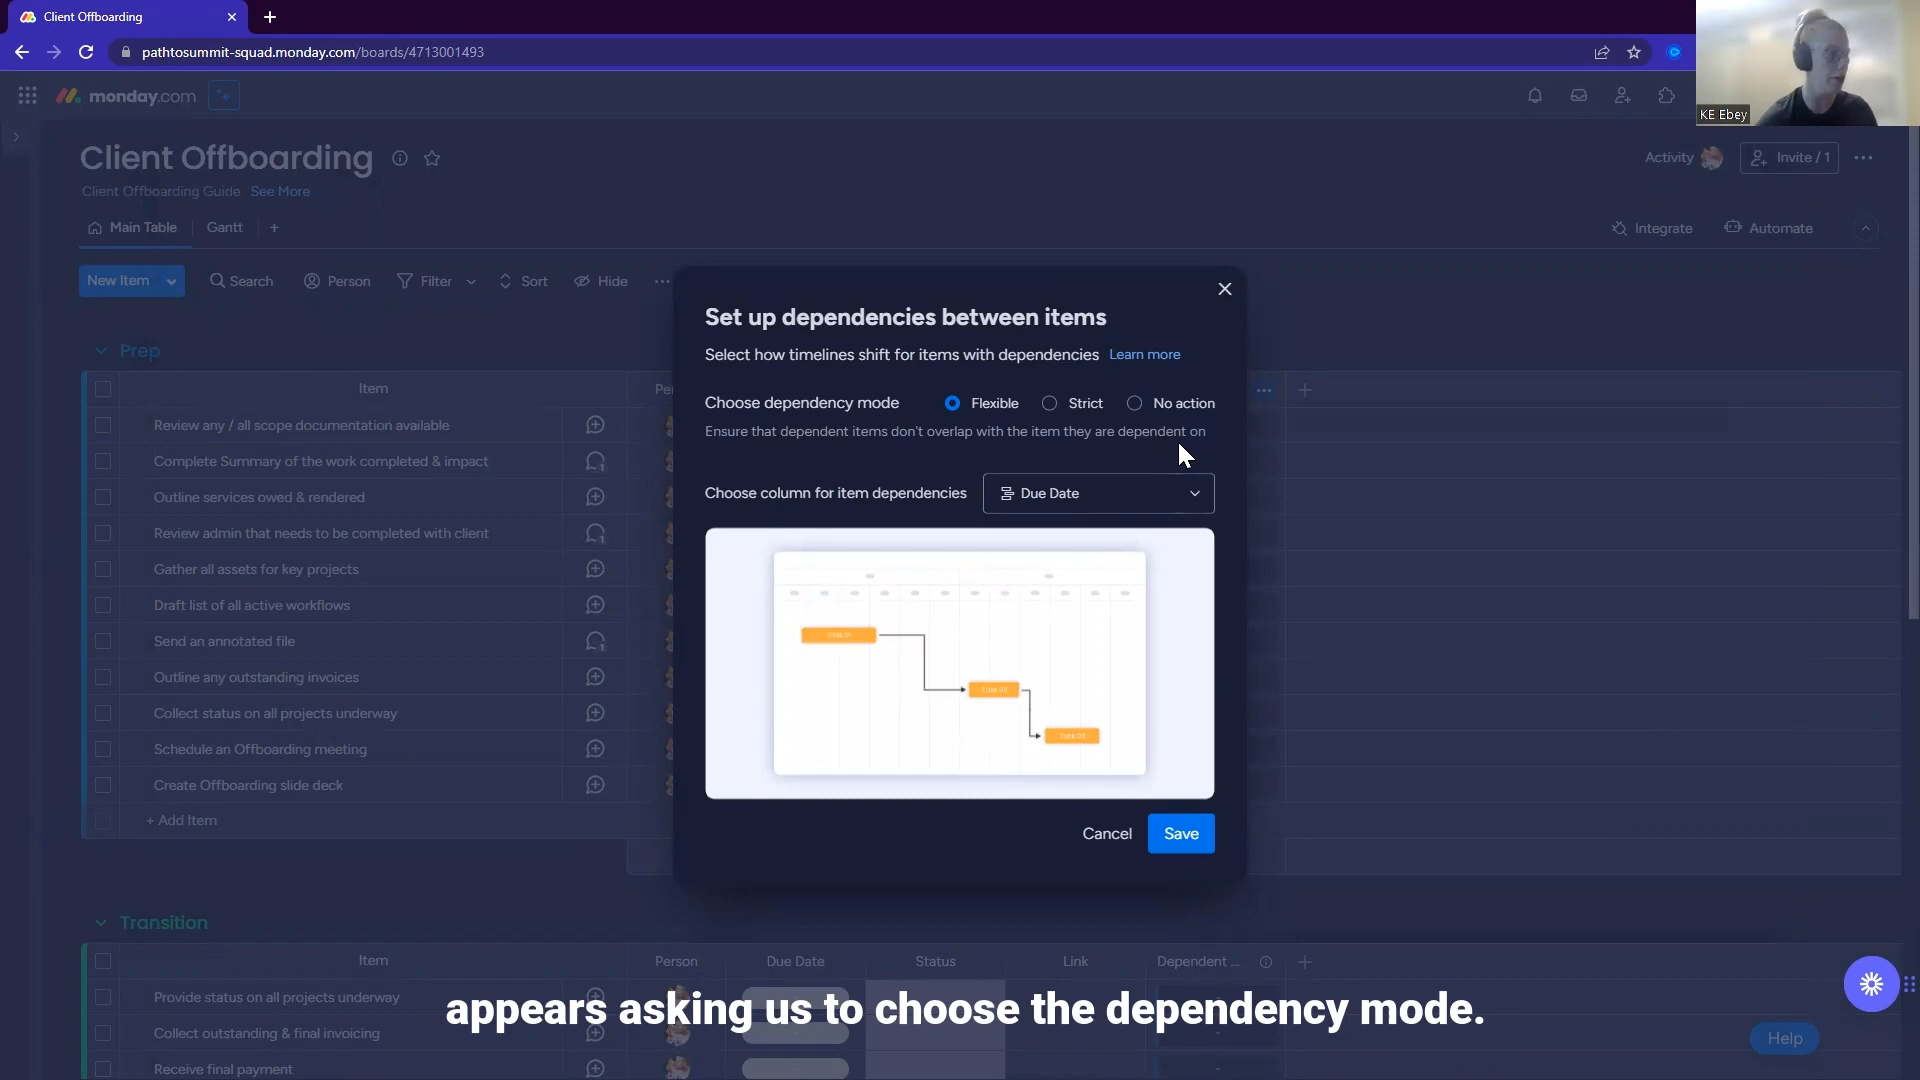 Client Offboarding
pathtosummit-squad.monday.com/boards/4713001493
KE Ebey
monday.com
Client Offboarding
Activity
Invite / 1
Client Offboarding Guide See More
Main Table
Gantt
Integrate
Automate
New Item
Search
Person
Filter
Sort
Hide
Set up dependencies between items
Select how timelines shift for items with dependencies Learn more
Choose dependency mode
Flexible
Strict
No action
Ensure that dependent items don't overlap with the item they are dependent on
Choose column for item dependencies
Due Date
Cancel
Save
Prep
Item
Pe
Review any / all scope documentation available
Complete Summary of the work completed & impact
Outline services owed & rendered
Review admin that needs to be completed with client
Gather all assets for key projects
Draft list of all active workflows
Send an annotated file
Outline any outstanding invoices
Collect status on all projects underway
Schedule an Offboarding meeting
Create Offboarding slide deck
+ Add Item
Transition
Item
Person
Due Date
Status
Link
Dependent ...
Provide status on all projects underway
Collect outstanding & final invoicing
Receive final payment
appears asking us to choose the dependency mode.
Help